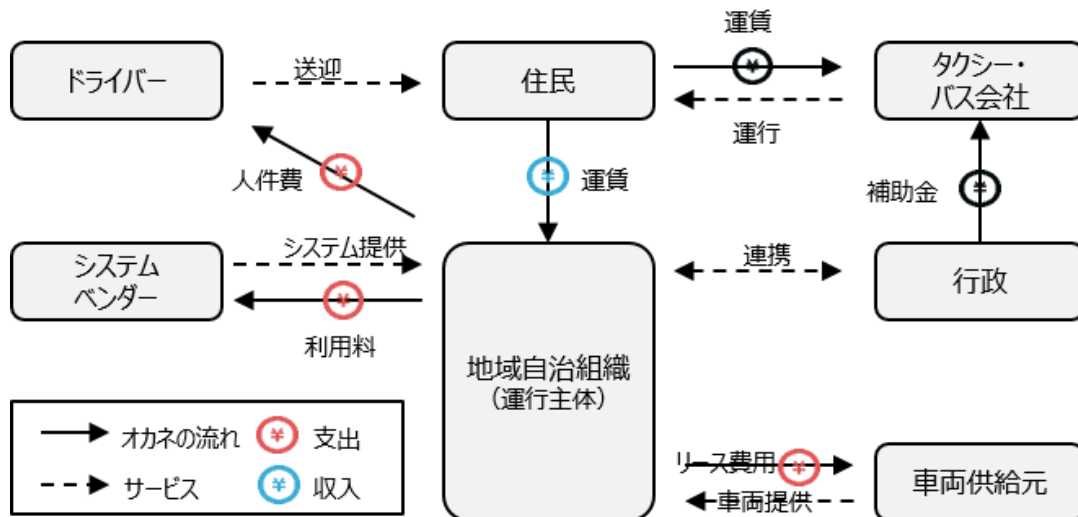 運賃
ドライバー
送迎
住民
タクシー・
バス会社
¥
運行
人件費
¥
¥
運賃
補助金
¥
システム
ベンダー
システム提供
連携
行政
¥
利用料
地域自治組織
(運行主体)
オカネの流れ
¥
支出
サービス
¥
収入
リース費用
¥
車両提供
車両供給元